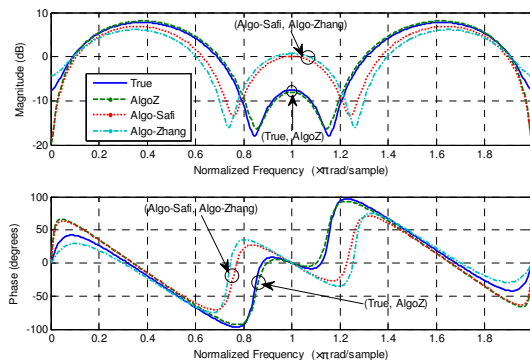 (Algo-Safi, Algo-Zhang)
10
0
-10
-20
Magnitude (dB)
True
AlgoZ
Algo-Safi
Algo-Zhang
(True, AlgoZ)
0 0.2 0.4 0.6 0.8 1.0 1.2 1.4 1.6 1.8
Normalized Frequency (×π rad/sample)
100
50
0
-50
-100
Phase (degrees)
(Algo-Safi, Algo-Zhang)
(True, AlgoZ)
0 0.2 0.4 0.6 0.8 1.0 1.2 1.4 1.6 1.8
Normalized Frequency (×π rad/sample)